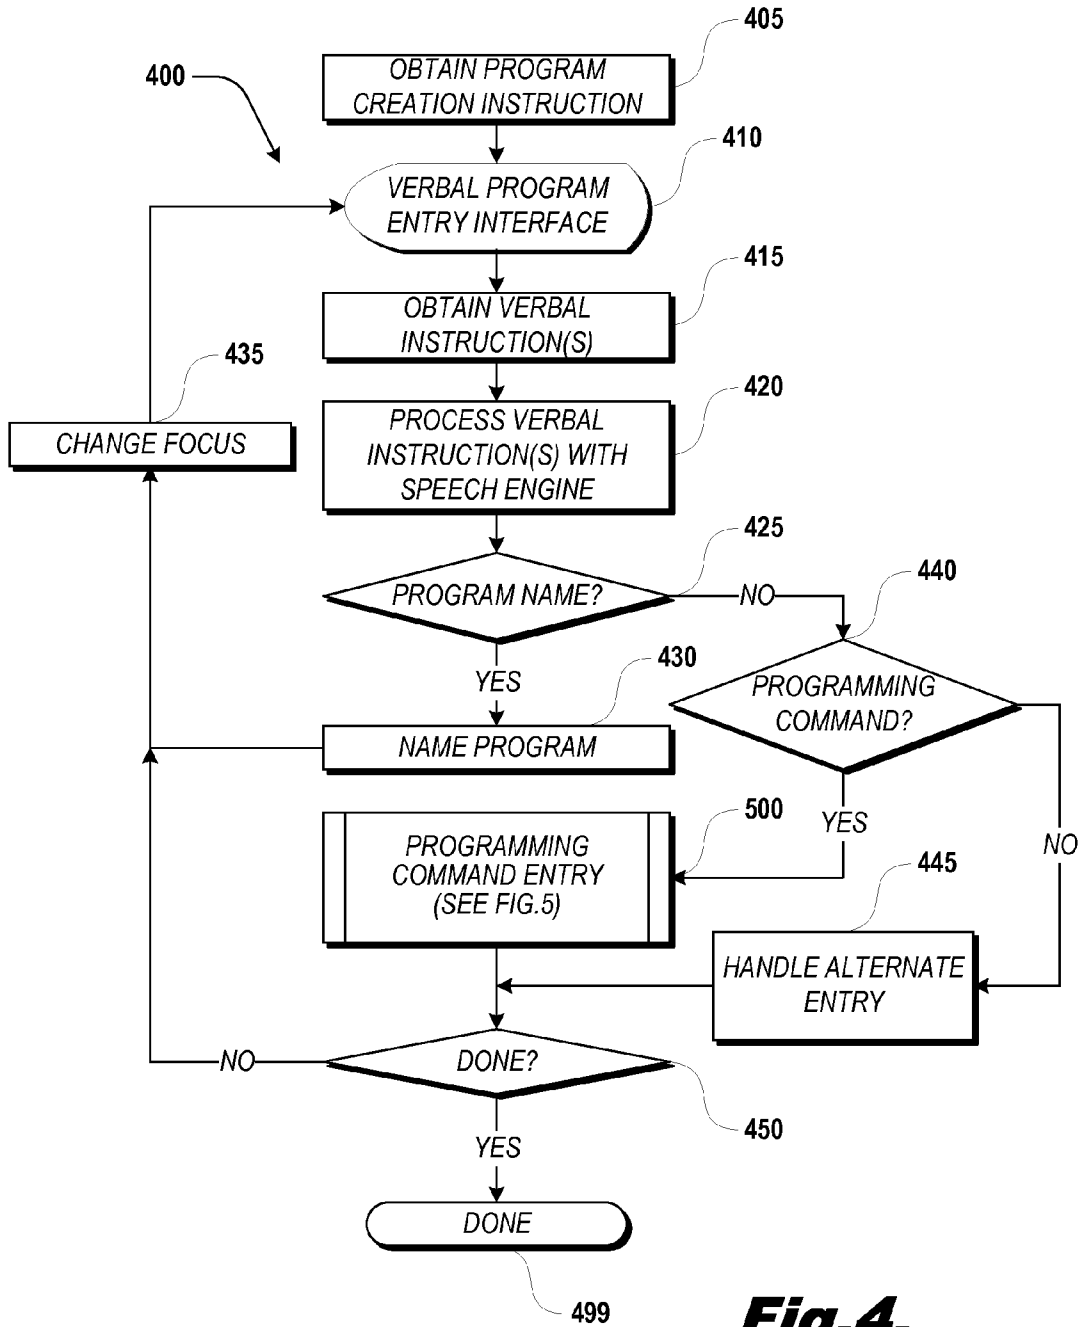 405
OBTAIN PROGRAM
CREATION INSTRUCTION
400
410
VERBAL PROGRAM
ENTRY INTERFACE
415
OBTAIN VERBAL
INSTRUCTION(S)
435
420
CHANGE FOCUS
PROCESS VERBAL
INSTRUCTION(S) WITH
SPEECH ENGINE
425
PROGRAM NAME?
NO
440
YES
430
PROGRAMMING
COMMAND?
NAME PROGRAM
500
YES
NO
PROGRAMMING
COMMAND ENTRY
(SEE FIG.5)
445
HANDLE ALTERNATE
ENTRY
DONE?
NO
450
YES
DONE
499
Fig.4.